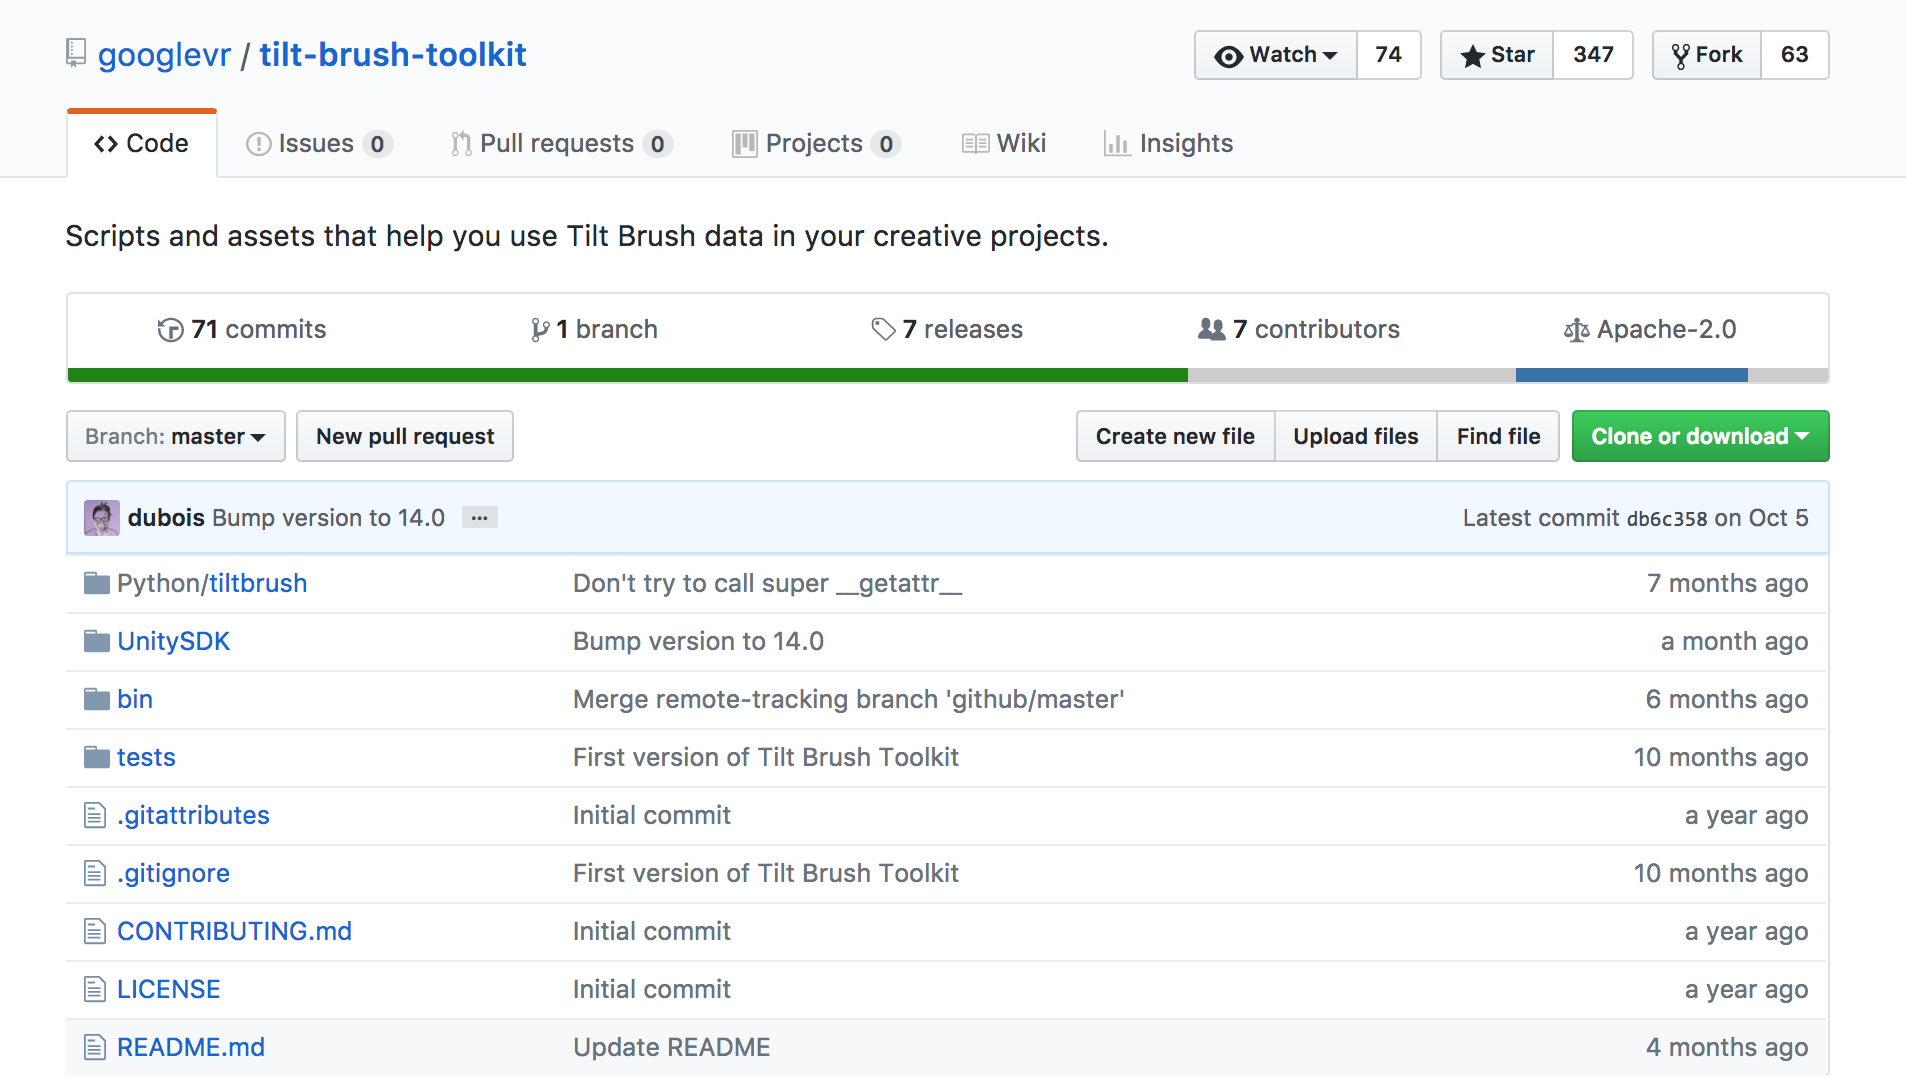 googlevr / tilt-brush-toolkit
Watch 74 Star 347 Fork 63
Code Issues 0 Pull requests 0 Projects 0 Wiki Insights
Scripts and assets that help you use Tilt Brush data in your creative projects.
71 commits 1 branch 7 releases 7 contributors Apache-2.0
Branch: master New pull request Create new file Upload files Find file Clone or download
dubois Bump version to 14.0 ... Latest commit db6c358 on Oct 5
Python/tiltbrush Don't try to call super __getattr__ 7 months ago
UnitySDK Bump version to 14.0 a month ago
bin Merge remote-tracking branch 'github/master' 6 months ago
tests First version of Tilt Brush Toolkit 10 months ago
.gitattributes Initial commit a year ago
.gitignore First version of Tilt Brush Toolkit 10 months ago
CONTRIBUTING.md Initial commit a year ago
LICENSE Initial commit a year ago
README.md Update README 4 months ago